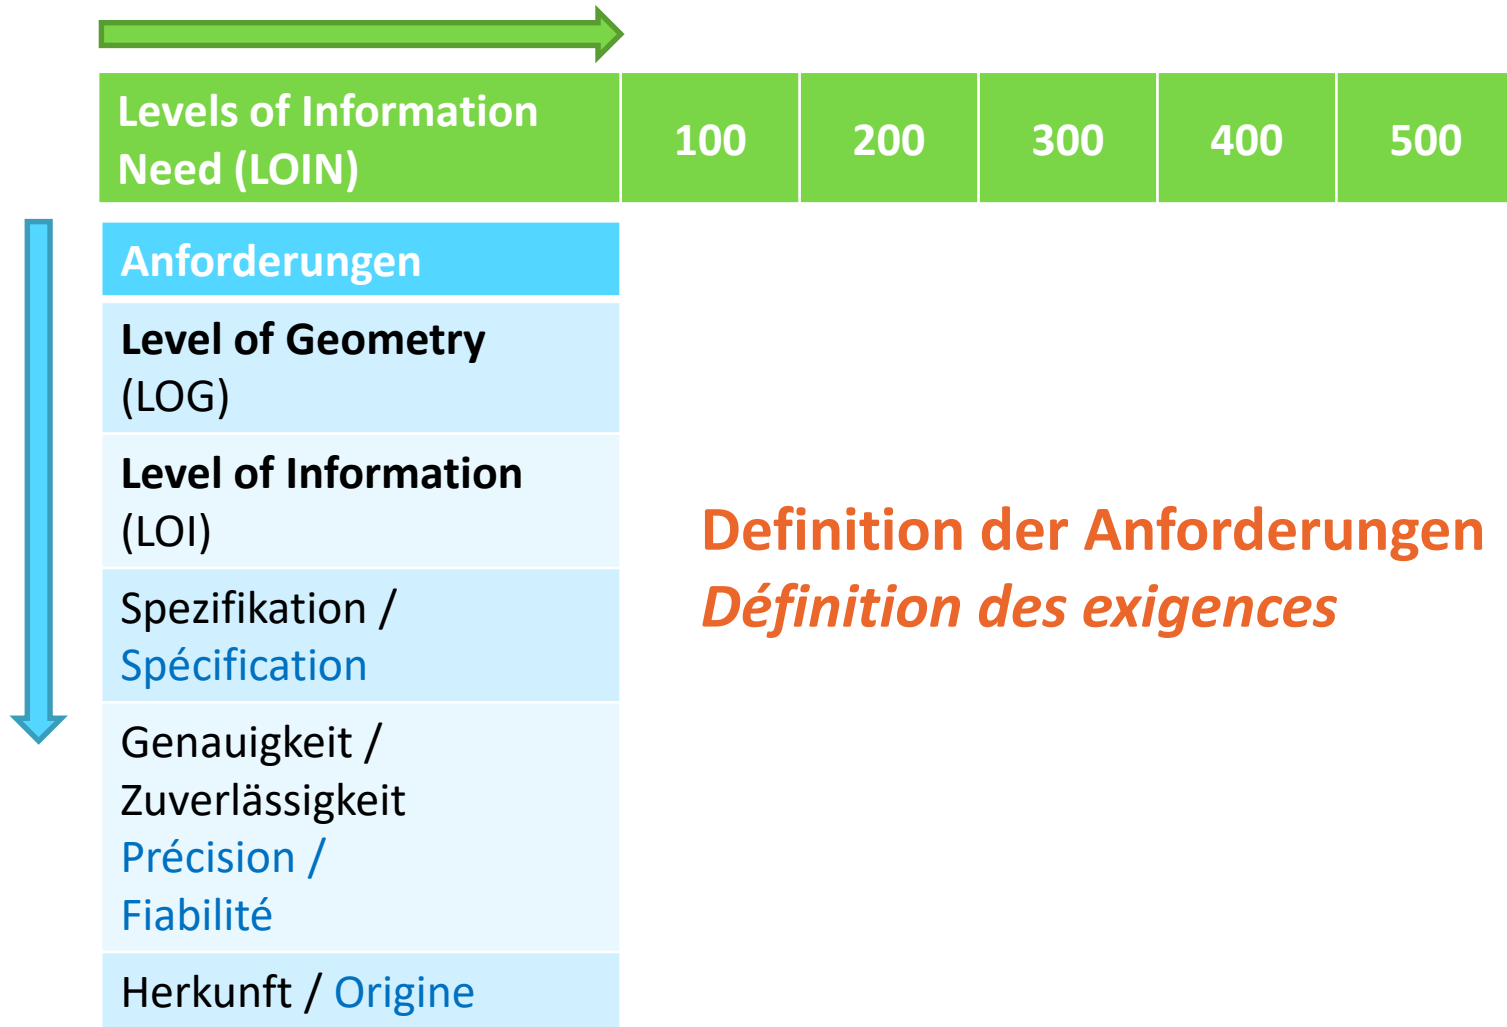 Levels of Information
Need (LOIN)
100
200
300
400
500
Anforderungen
Level of Geometry
(LOG)
Level of Information
(LOI)
Spezifikation /
Spécification
Genauigkeit /
Zuverlässigkeit
Précision /
Fiabilité
Herkunft / Origine
Definition der Anforderungen
Définition des exigences